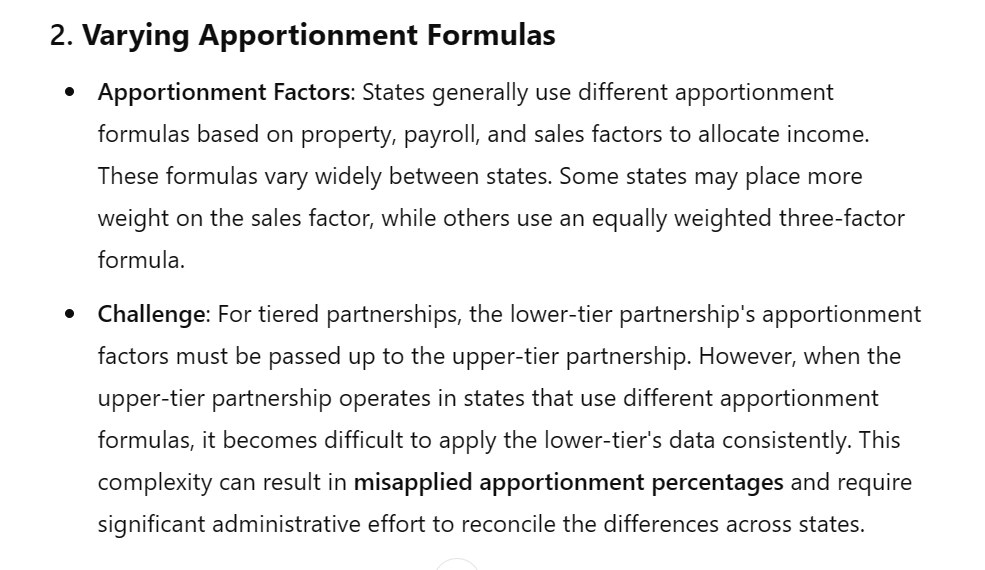 2. Varying Apportionment Formulas
• Apportionment Factors: States generally use different apportionment
formulas based on property, payroll, and sales factors to allocate income.
These formulas vary widely between states. Some states may place more
weight on the sales factor, while others use an equally weighted three-factor
formula.
• Challenge: For tiered partnerships, the lower-tier partnership's apportionment
factors must be passed up to the upper-tier partnership. However, when the
upper-tier partnership operates in states that use different apportionment
formulas, it becomes difficult to apply the lower-tier's data consistently. This
complexity can result in misapplied apportionment percentages and require
significant administrative effort to reconcile the differences across states.